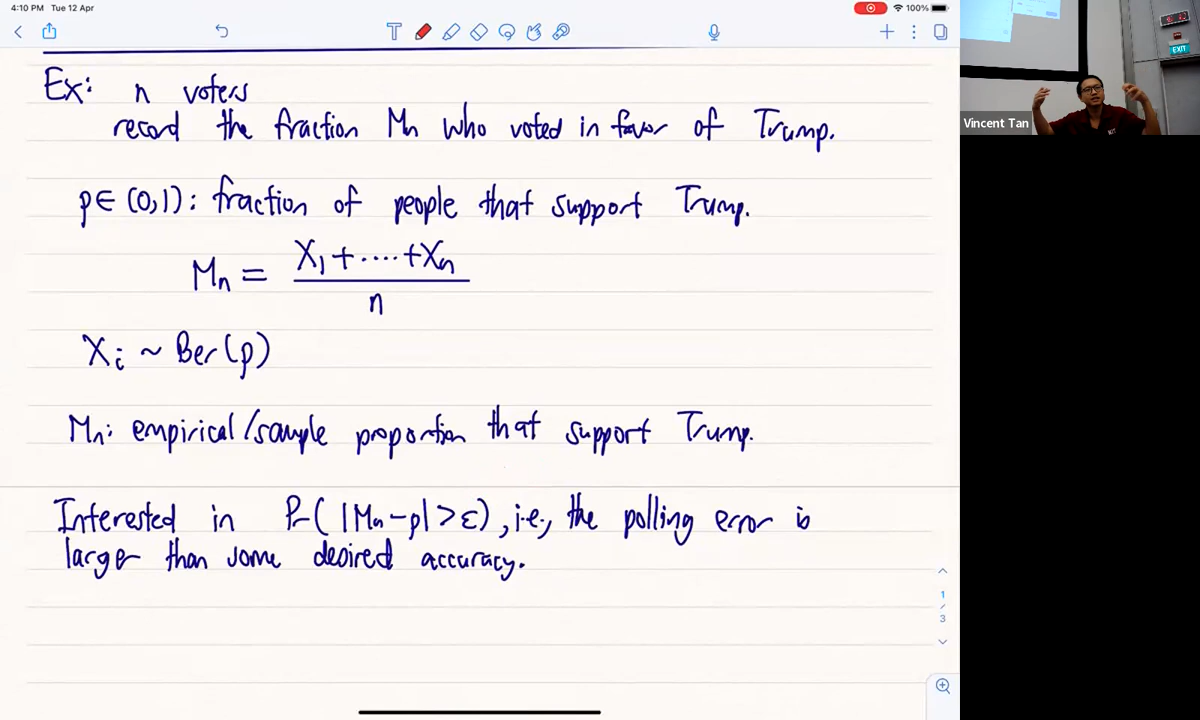 4:10 PM Tue 12 Apr
100%
Ex: n voters
record the fraction Mn who voted in favor of Trump.
p ∈ (0,1): fraction of people that support Trump.
Mn = (X1 + .... + Xn) / n
Xi ~ Ber(p)
Mn: empirical/sample proportion that support Trump.
Interested in Pr( |Mn - p| > ε ), i.e., the polling error is
larger than some desired accuracy.
1
/
3
EXIT
Vincent Tan